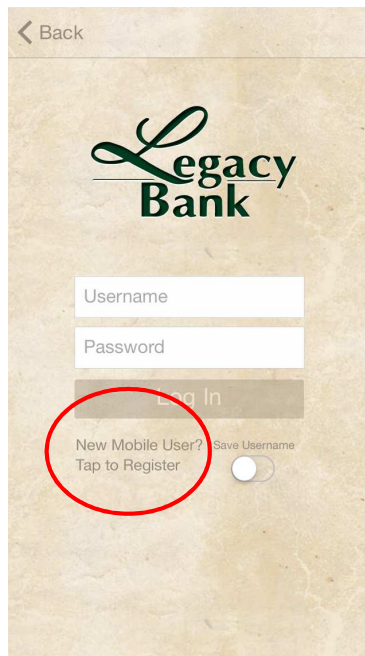 Back
Legacy
Bank
Username
Password
Log In
New Mobile User?
Tap to Register
Save Username